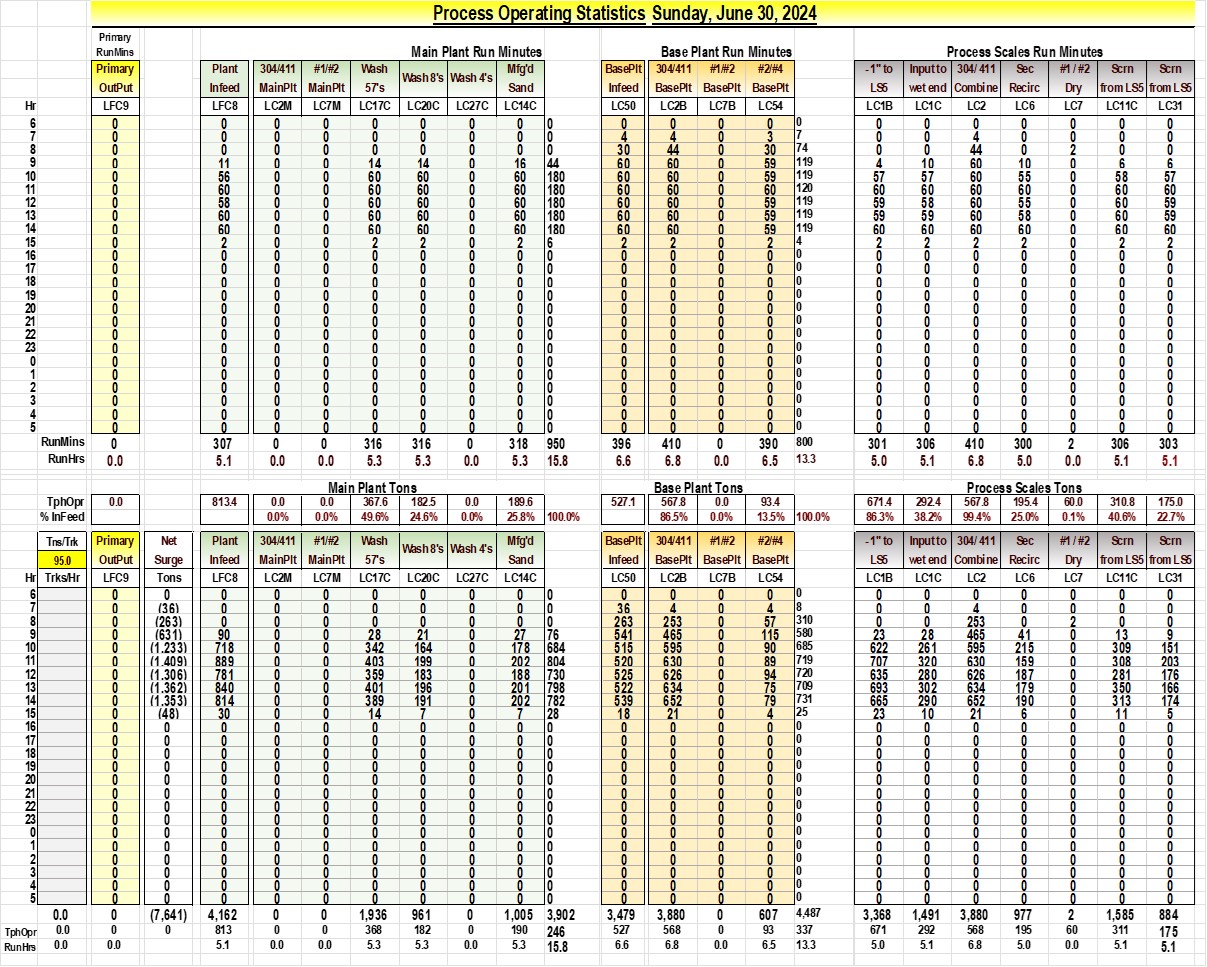 Process Operating Statistics Sunday, June 30, 2024
Primary
RunMins Main Plant Run Minutes Base Plant Run Minutes Process Scales Run Minutes
Primary Plant 304/411 #1/#2 Wash Wash 8's Wash 4's Mfg'd BasePlt 304/411 #1/#2 #2/#4 -1" to Input to 304/ 411 Sec #1 / #2 Scrn Scrn
OutPut Infeed MainPlt MainPlt 57's Sand Infeed BasePlt BasePlt BasePlt LS5 wet end Combine Recirc Dry from LS5 from LS5
Hr LFC9 LFC8 LC2M LC7M LC17C LC20C LC27C LC14C LC50 LC2B LC7B LC54 LC1B LC1C LC2 LC6 LC7 LC11C LC31
6 0 0 0 0 0 0 0 0 0 0 0 0 0 0 0 0 0 0 0 0 0
7 0 0 0 0 0 0 0 0 0 4 4 0 3 7 0 0 4 0 0 0 0
8 0 0 0 0 0 0 0 0 0 30 44 0 30 74 0 0 44 0 2 0 0
9 0 11 0 0 14 14 0 16 44 60 60 0 59 119 4 10 60 10 0 6 6
10 0 56 0 0 60 60 0 60 180 60 60 0 59 119 57 57 60 55 0 58 57
11 0 60 0 0 60 60 0 60 180 60 60 0 60 120 60 60 60 60 0 60 60
12 0 58 0 0 60 60 0 60 180 60 60 0 59 119 59 58 60 55 0 60 59
13 0 60 0 0 60 60 0 60 180 60 60 0 59 119 59 59 60 58 0 60 59
14 0 60 0 0 60 60 0 60 180 60 60 0 59 119 60 60 60 60 0 60 60
15 0 2 0 0 2 2 0 2 6 2 2 0 2 4 2 2 2 2 0 2 2
16 0 0 0 0 0 0 0 0 0 0 0 0 0 0 0 0 0 0 0 0 0
17 0 0 0 0 0 0 0 0 0 0 0 0 0 0 0 0 0 0 0 0 0
18 0 0 0 0 0 0 0 0 0 0 0 0 0 0 0 0 0 0 0 0 0
19 0 0 0 0 0 0 0 0 0 0 0 0 0 0 0 0 0 0 0 0 0
20 0 0 0 0 0 0 0 0 0 0 0 0 0 0 0 0 0 0 0 0 0
21 0 0 0 0 0 0 0 0 0 0 0 0 0 0 0 0 0 0 0 0 0
22 0 0 0 0 0 0 0 0 0 0 0 0 0 0 0 0 0 0 0 0 0
23 0 0 0 0 0 0 0 0 0 0 0 0 0 0 0 0 0 0 0 0 0
0 0 0 0 0 0 0 0 0 0 0 0 0 0 0 0 0 0 0 0 0 0
1 0 0 0 0 0 0 0 0 0 0 0 0 0 0 0 0 0 0 0 0 0
2 0 0 0 0 0 0 0 0 0 0 0 0 0 0 0 0 0 0 0 0 0
3 0 0 0 0 0 0 0 0 0 0 0 0 0 0 0 0 0 0 0 0 0
4 0 0 0 0 0 0 0 0 0 0 0 0 0 0 0 0 0 0 0 0 0
5 0 0 0 0 0 0 0 0 0 0 0 0 0 0 0 0 0 0 0 0 0
RunMins 0 307 0 0 316 316 0 318 950 396 410 0 390 800 301 306 410 300 2 306 303
RunHrs 0.0 5.1 0.0 0.0 5.3 5.3 0.0 5.3 15.8 6.6 6.8 0.0 6.5 13.3 5.0 5.1 6.8 5.0 0.0 5.1 5.1
Main Plant Tons Base Plant Tons Process Scales Tons
TphOpr 0.0 813.4 0.0 0.0 367.6 182.5 0.0 189.6 527.1 567.8 0.0 93.4 671.4 292.4 567.8 195.4 60.0 310.8 175.0
% InFeed 0.0% 0.0% 49.6% 24.6% 0.0% 25.8% 100.0% 86.5% 0.0% 13.5% 100.0% 86.3% 38.2% 99.4% 25.0% 0.1% 40.6% 22.7%
Tns/Trk Primary Net Plant 304/411 #1/#2 Wash Wash 8's Wash 4's Mfg'd BasePlt 304/411 #1/#2 #2/#4 -1" to Input to 304/ 411 Sec #1 / #2 Scrn Scrn
95.0 OutPut Surge Infeed MainPlt MainPlt 57's Sand Infeed BasePlt BasePlt BasePlt LS5 wet end Combine Recirc Dry from LS5 from LS5
Hr Trks/Hr LFC9 Tons LFC8 LC2M LC7M LC17C LC20C LC27C LC14C LC50 LC2B LC7B LC54 LC1B LC1C LC2 LC6 LC7 LC11C LC31
6 0 0 0 0 0 0 0 0 0 0 0 0 0 0 0 0 0 0 0 0 0 0
7 0 (36) 0 0 0 0 0 0 0 0 36 4 0 4 8 0 0 4 0 0 0 0
8 0 (263) 0 0 0 0 0 0 0 0 263 253 0 57 310 0 0 253 0 2 0 0
9 0 (631) 90 0 0 28 21 0 27 76 541 465 0 115 580 23 28 465 41 0 13 9
10 0 (1,233) 718 0 0 342 164 0 178 684 515 595 0 90 685 622 261 595 215 0 309 151
11 0 (1,409) 889 0 0 403 199 0 202 804 520 630 0 89 719 707 320 630 159 0 308 203
12 0 (1,306) 781 0 0 359 183 0 188 730 525 626 0 94 720 635 280 626 187 0 281 176
13 0 (1,362) 840 0 0 401 196 0 201 798 522 634 0 75 709 693 302 634 179 0 350 166
14 0 (1,353) 814 0 0 389 191 0 202 782 539 652 0 79 731 665 290 652 190 0 313 174
15 0 (48) 30 0 0 14 7 0 7 28 18 21 0 4 25 23 10 21 6 0 11 5
16 0 0 0 0 0 0 0 0 0 0 0 0 0 0 0 0 0 0 0 0 0 0
17 0 0 0 0 0 0 0 0 0 0 0 0 0 0 0 0 0 0 0 0 0 0
18 0 0 0 0 0 0 0 0 0 0 0 0 0 0 0 0 0 0 0 0 0 0
19 0 0 0 0 0 0 0 0 0 0 0 0 0 0 0 0 0 0 0 0 0 0
20 0 0 0 0 0 0 0 0 0 0 0 0 0 0 0 0 0 0 0 0 0 0
21 0 0 0 0 0 0 0 0 0 0 0 0 0 0 0 0 0 0 0 0 0 0
22 0 0 0 0 0 0 0 0 0 0 0 0 0 0 0 0 0 0 0 0 0 0
23 0 0 0 0 0 0 0 0 0 0 0 0 0 0 0 0 0 0 0 0 0 0
0 0 0 0 0 0 0 0 0 0 0 0 0 0 0 0 0 0 0 0 0 0 0
1 0 0 0 0 0 0 0 0 0 0 0 0 0 0 0 0 0 0 0 0 0 0
2 0 0 0 0 0 0 0 0 0 0 0 0 0 0 0 0 0 0 0 0 0 0
3 0 0 0 0 0 0 0 0 0 0 0 0 0 0 0 0 0 0 0 0 0 0
4 0 0 0 0 0 0 0 0 0 0 0 0 0 0 0 0 0 0 0 0 0 0
5 0 0 0 0 0 0 0 0 0 0 0 0 0 0 0 0 0 0 0 0 0 0
0.0 0 (7,641) 4,162 0 0 1,936 961 0 1,005 3,902 3,479 3,880 0 607 4,487 3,368 1,491 3,880 977 2 1,585 884
TphOpr 0.0 0 0 813 0 0 368 182 0 190 246 527 568 0 93 337 671 292 568 195 60 311 175
RunHrs 0.0 0.0 5.1 0.0 0.0 5.3 5.3 0.0 5.3 15.8 6.6 6.8 0.0 6.5 13.3 5.0 5.1 6.8 5.0 0.0 5.1 5.1